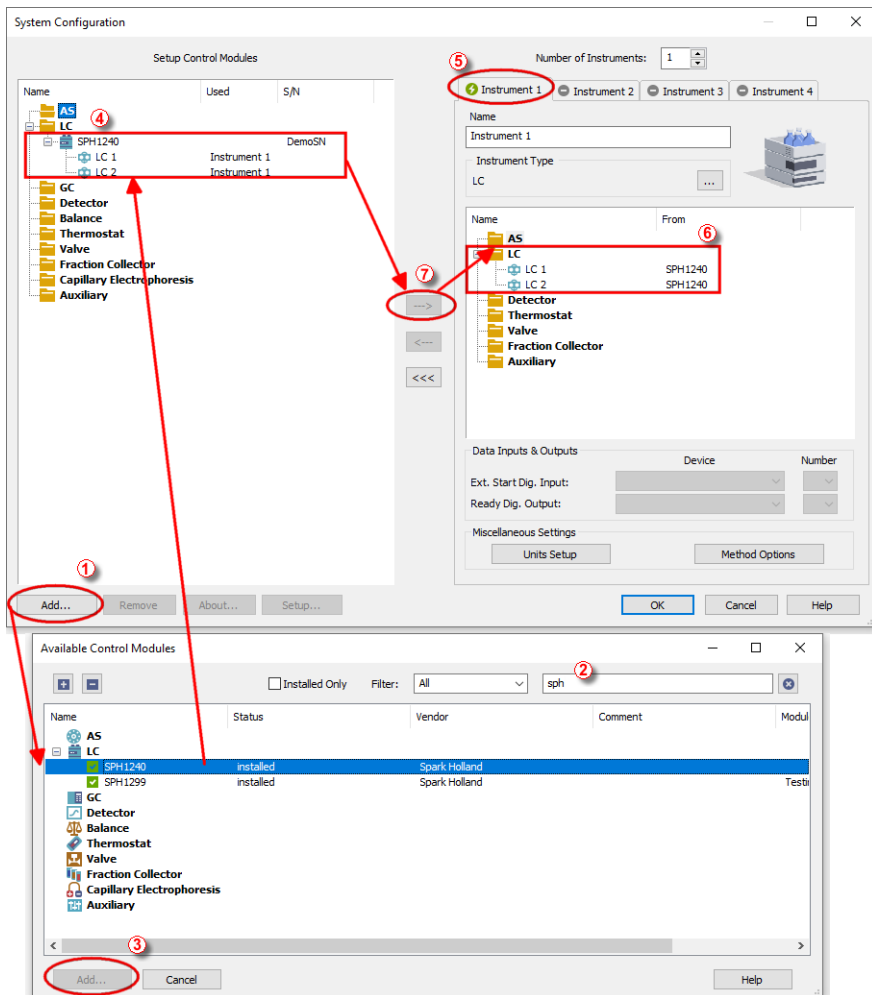 System Configuration
Setup Control Modules
Number of Instruments: 1
⑤
Name Used S/N
AS
④
LC
SPH1240 DemoSN
LC 1 Instrument 1
LC 2 Instrument 1
GC
Detector
Balance
Thermostat
Valve
Fraction Collector
Capillary Electrophoresis
Auxiliary
⑦
--->
<---
<<<
Instrument 1 Instrument 2 Instrument 3 Instrument 4
Name
Instrument 1
Instrument Type
LC ...
Name From
⑥
AS
LC
LC 1 SPH1240
LC 2 SPH1240
Detector
Thermostat
Valve
Fraction Collector
Auxiliary
Data Inputs & Outputs
Device Number
Ext. Start Dig. Input:
Ready Dig. Output:
Miscellaneous Settings
Units Setup Method Options
①
Add... Remove About... Setup... OK Cancel Help
Available Control Modules
②
Installed Only Filter: All sph
Name Status Vendor Comment Modul
AS
LC
SPH1240 installed Spark Holland
SPH1299 installed Spark Holland Testin
GC
Detector
Balance
Thermostat
Valve
Fraction Collector
Capillary Electrophoresis
Auxiliary
③
Add... Cancel Help